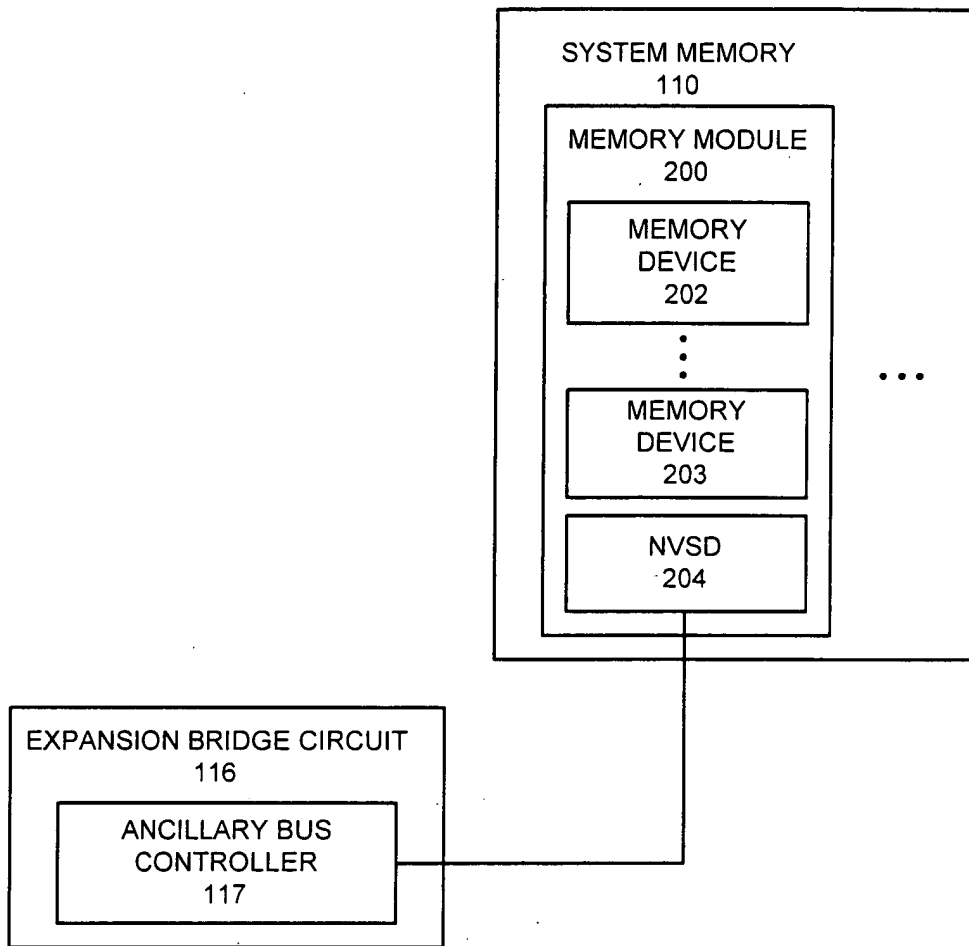 SYSTEM MEMORY
110
MEMORY MODULE
200
MEMORY
DEVICE
202
MEMORY
DEVICE
203
NVSD
204
EXPANSION BRIDGE CIRCUIT
116
ANCILLARY BUS
CONTROLLER
117